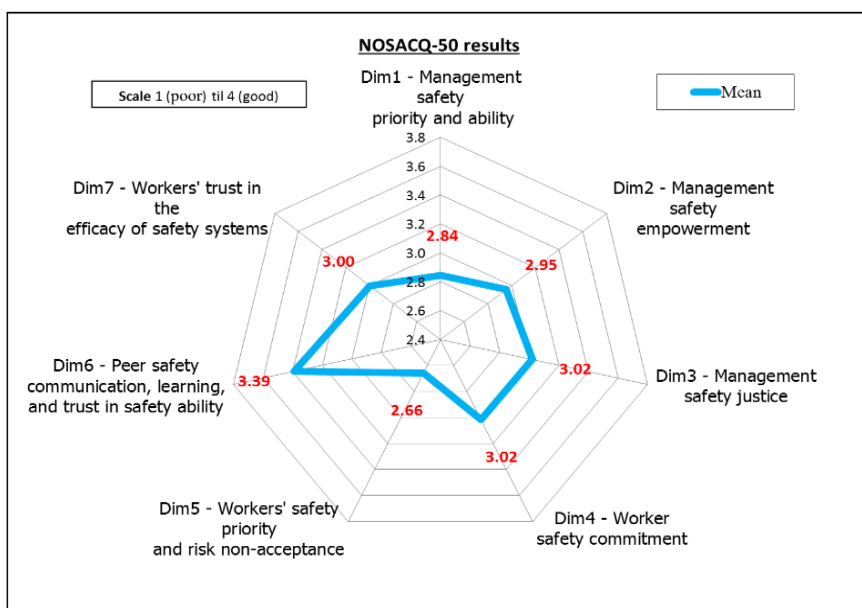 NOSACQ-50 results
Scale 1 (poor) til 4 (good)
Mean
Dim1 - Management
safety
priority and ability
3.8
3.6
3.4
3.2
3.0
2.8
2.6
2.4
2.84
Dim2 - Management
safety
empowerment
2.95
Dim3 - Management
safety justice
3.02
Dim4 - Worker
safety commitment
3.02
Dim5 - Workers' safety
priority
and risk non-acceptance
2.66
Dim6 - Peer safety
communication, learning,
and trust in safety ability
3.39
Dim7 - Workers' trust in
the
efficacy of safety systems
3.00